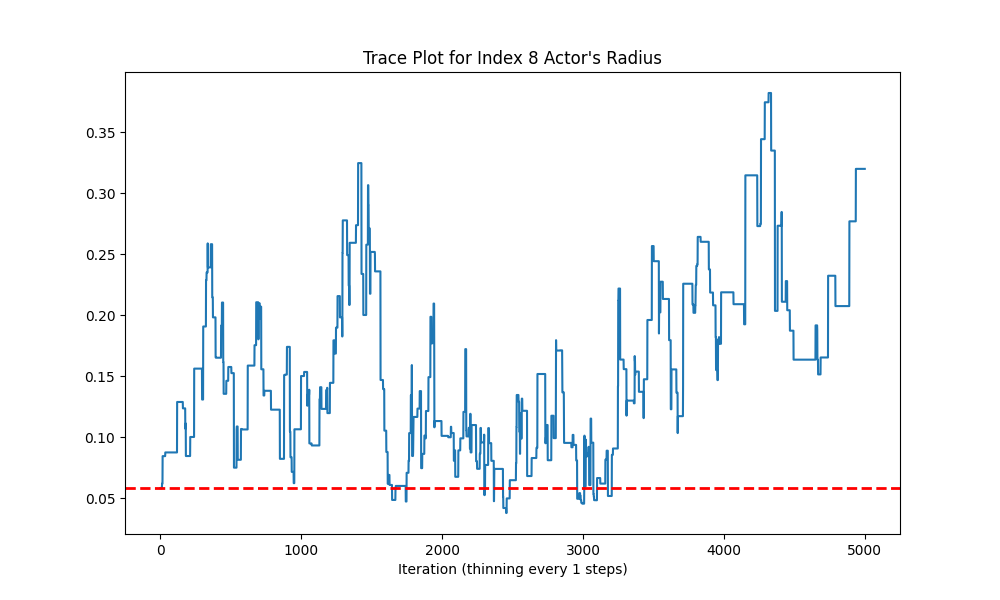 Trace Plot for Index 8 Actor's Radius
0.35
0.30
0.25
0.20
0.15
0.10
0.05
0 1000 2000 3000 4000 5000
Iteration (thinning every 1 steps)